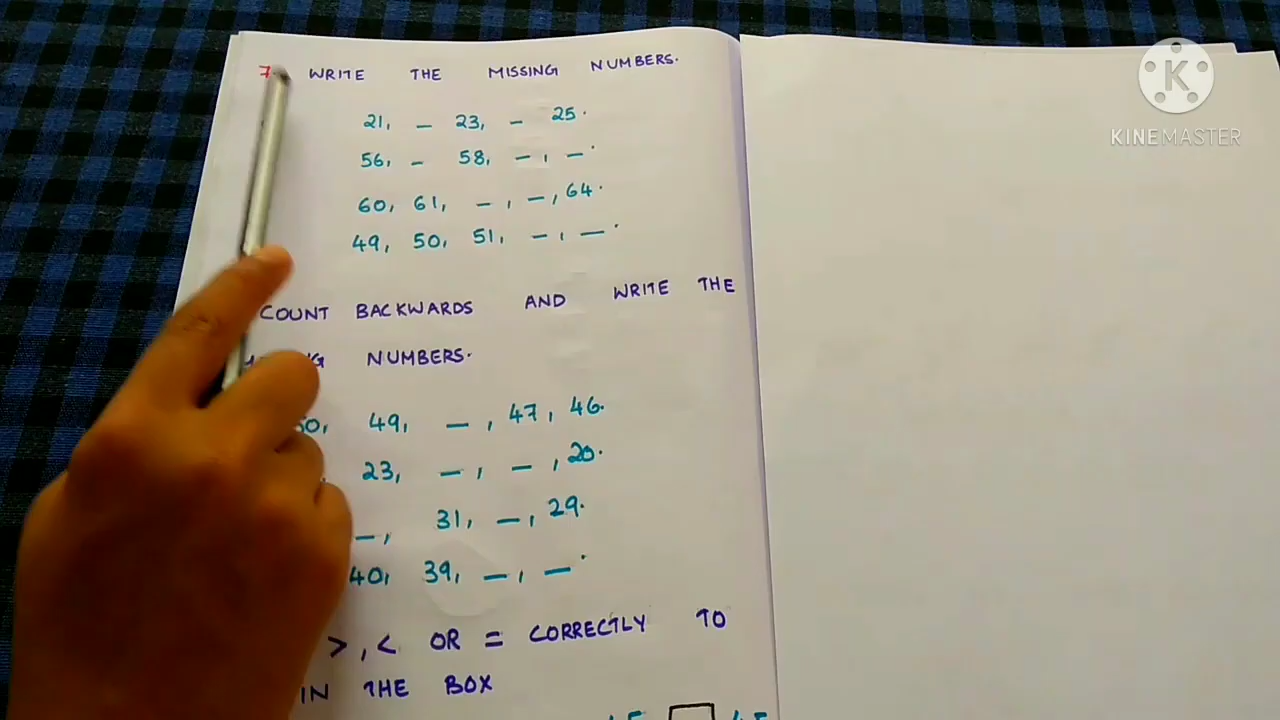 7 WRITE THE MISSING NUMBERS.
21, _ 23, _ 25.
56, _ 58, _, _.
60, 61, _, _, 64.
49, 50, 51, _, _.
COUNT BACKWARDS AND WRITE THE
NUMBERS.
50, 49, _, 47, 46.
23, _, _, 20.
_, 31, _, 29.
40, 39, _, _.
>, < OR = CORRECTLY TO
IN THE BOX
K
KINEMASTER